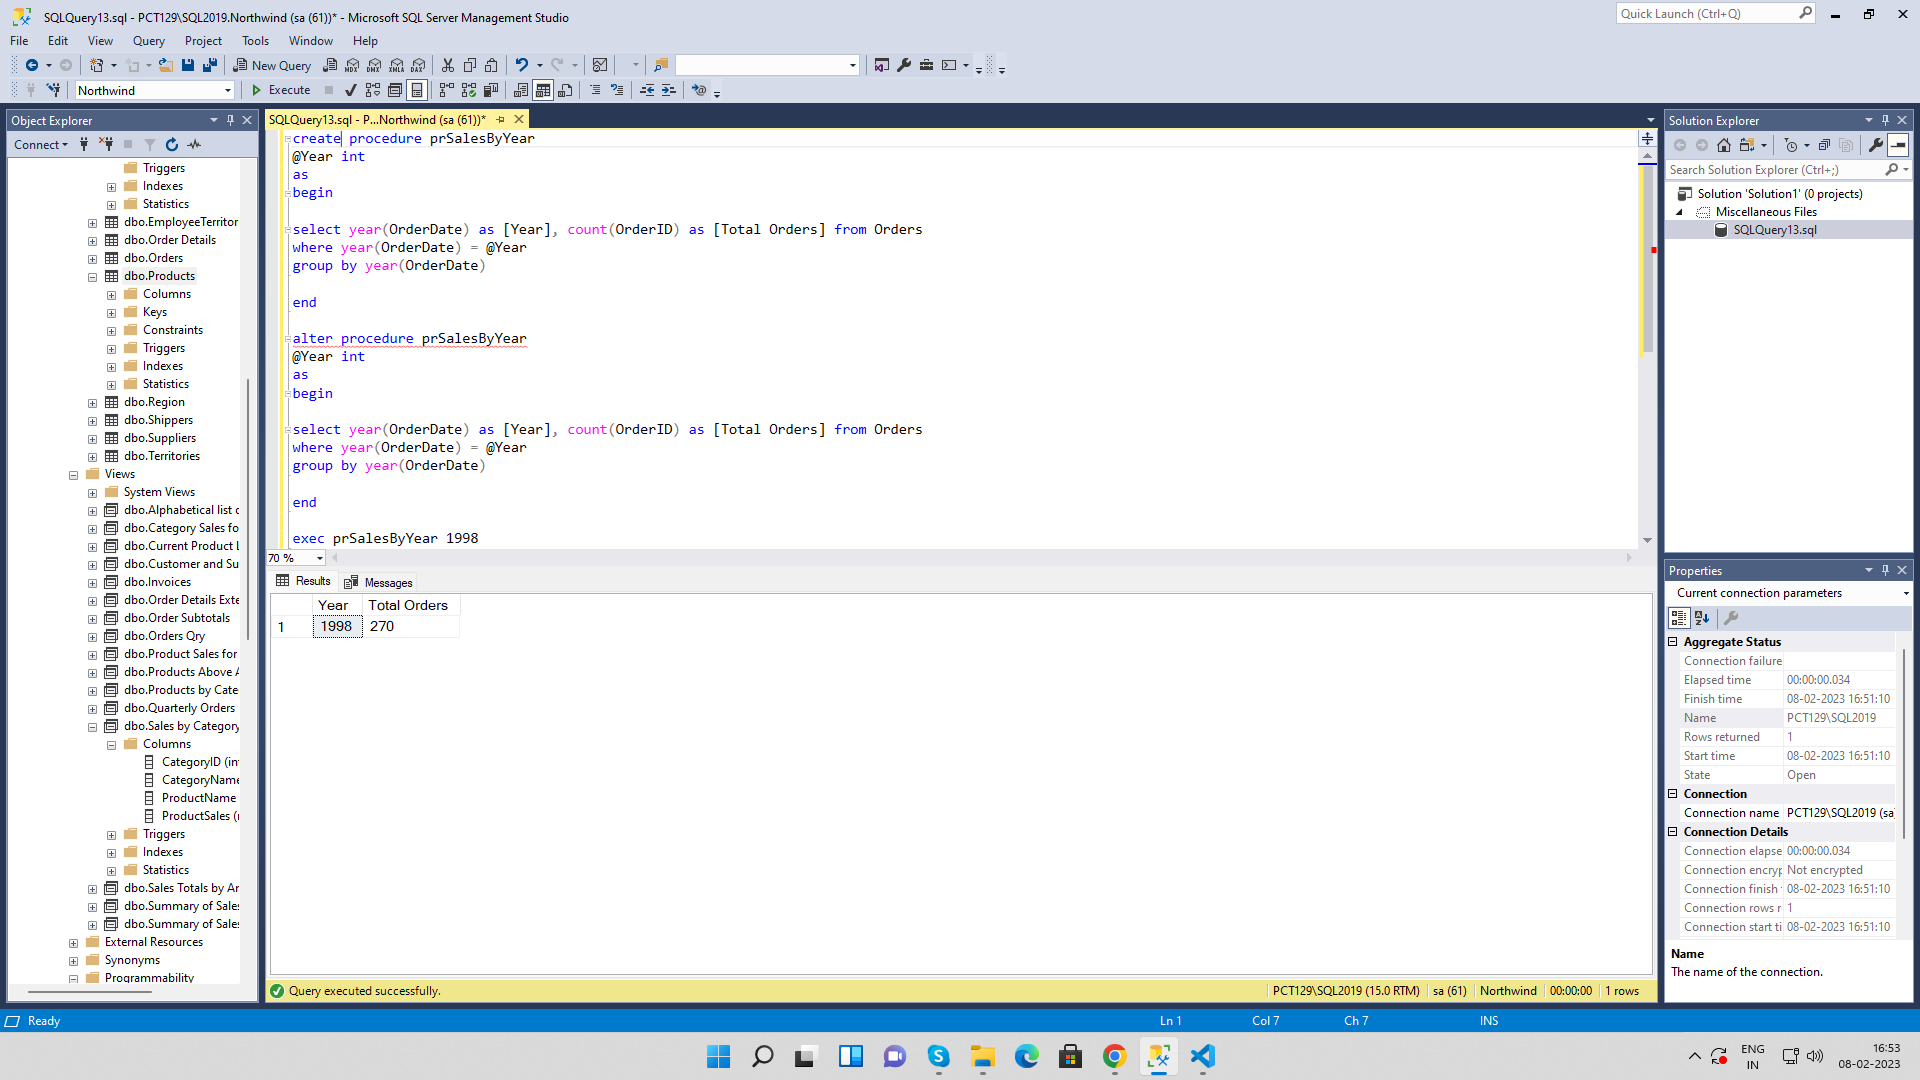 SQLQuery13.sql - PCT129\SQL2019.Northwind (sa (61))* - Microsoft SQL Server Management Studio
Quick Launch (Ctrl+Q)
File Edit View Query Project Tools Window Help
New Query
MDX DMX XMLA DAX
Northwind
Execute
Object Explorer
Connect
Triggers
Indexes
Statistics
dbo.EmployeeTerritor
dbo.Order Details
dbo.Orders
dbo.Products
Columns
Keys
Constraints
Triggers
Indexes
Statistics
dbo.Region
dbo.Shippers
dbo.Suppliers
dbo.Territories
Views
System Views
dbo.Alphabetical list
dbo.Category Sales fo
dbo.Current Product
dbo.Customer and Su
dbo.Invoices
dbo.Order Details Exte
dbo.Order Subtotals
dbo.Orders Qry
dbo.Product Sales for
dbo.Products Above
dbo.Products by Cate
dbo.Quarterly Orders
dbo.Sales by Category
Columns
CategoryID (in
CategoryName
ProductName
ProductSales (
Triggers
Indexes
Statistics
dbo.Sales Totals by Ar
dbo.Summary of Sales
dbo.Summary of Sales
External Resources
Synonyms
Programmability
SQLQuery13.sql - P...Northwind (sa (61))*
create procedure prSalesByYear
@Year int
as
begin
select year(OrderDate) as [Year], count(OrderID) as [Total Orders] from Orders
where year(OrderDate) = @Year
group by year(OrderDate)
end
alter procedure prSalesByYear
@Year int
as
begin
select year(OrderDate) as [Year], count(OrderID) as [Total Orders] from Orders
where year(OrderDate) = @Year
group by year(OrderDate)
end
exec prSalesByYear 1998
70 %
Results Messages
Year Total Orders
1 1998 270
Query executed successfully.
PCT129\SQL2019 (15.0 RTM) sa (61) Northwind 00:00:00 1 rows
Solution Explorer
Search Solution Explorer (Ctrl+;)
Solution 'Solution1' (0 projects)
Miscellaneous Files
SQLQuery13.sql
Properties
Current connection parameters
Aggregate Status
Connection failure
Elapsed time 00:00:00.034
Finish time 08-02-2023 16:51:10
Name PCT129\SQL2019
Rows returned 1
Start time 08-02-2023 16:51:10
State Open
Connection
Connection name PCT129\SQL2019 (sa
Connection Details
Connection elapse 00:00:00.034
Connection encryp Not encrypted
Connection finish 08-02-2023 16:51:10
Connection rows r 1
Connection start ti 08-02-2023 16:51:10
Name
The name of the connection.
Ready
Ln 1 Col 7 Ch 7 INS
ENG
IN
16:53
08-02-2023